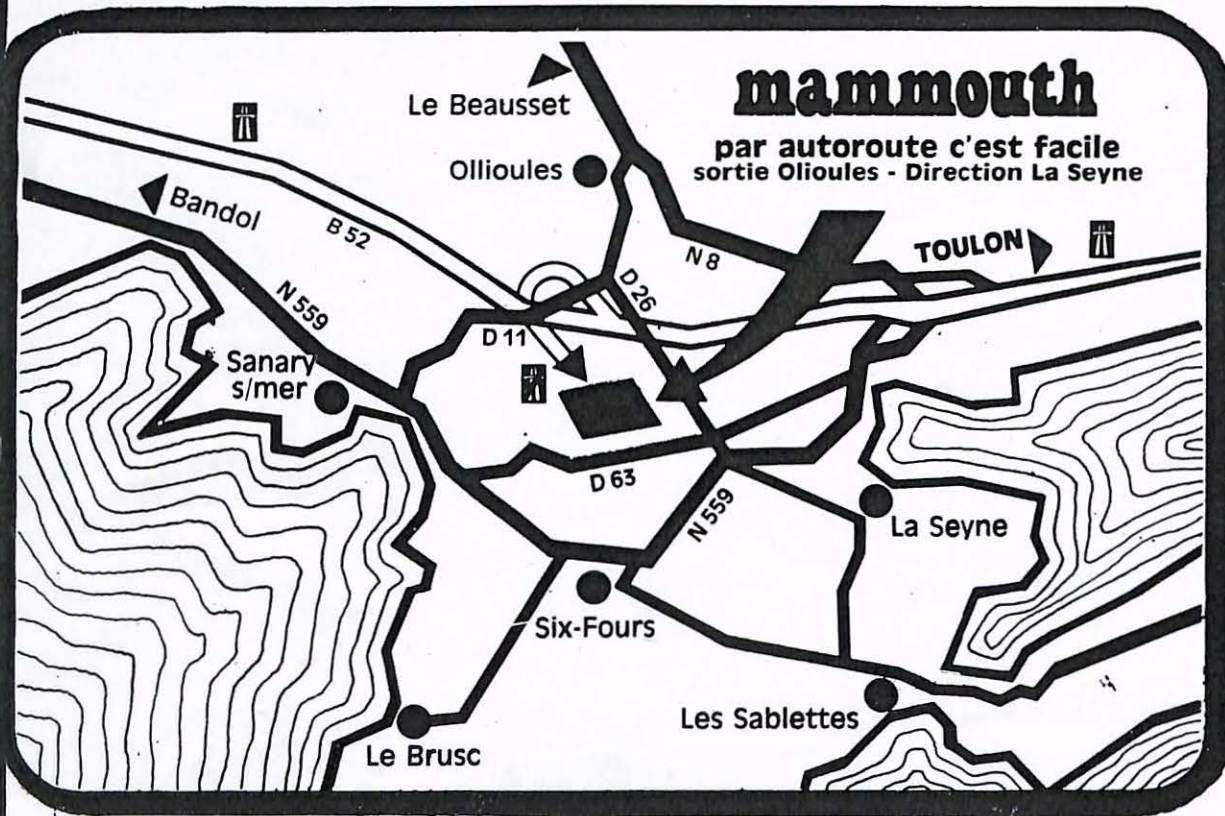 mammouth
par autoroute c'est facile
sortie Olioules - Direction La Seyne
Le Beausset
Ollioules
Bandol
B 52
N 8
TOULON
N 559
D 26
D 11
Sanary
s/mer
D 63
N 559
La Seyne
Six-Fours
Les Sablettes
Le Brusc